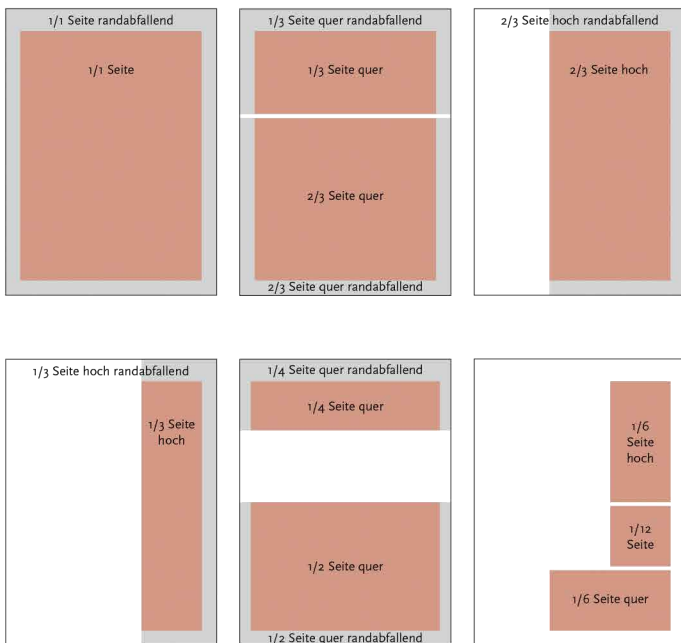 1/1 Seite randabfallend
1/1 Seite
1/3 Seite quer randabfallend
1/3 Seite quer
2/3 Seite quer
2/3 Seite quer randabfallend
2/3 Seite hoch randabfallend
2/3 Seite hoch
1/3 Seite hoch randabfallend
1/3 Seite
hoch
1/4 Seite quer randabfallend
1/4 Seite quer
1/2 Seite quer
1/2 Seite quer randabfallend
1/6
Seite
hoch
1/12
Seite
1/6 Seite quer